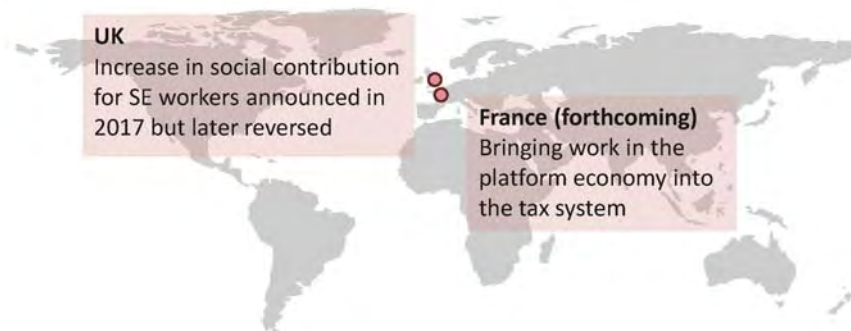 UK
Increase in social contribution
for SE workers announced in
2017 but later reversed
France (forthcoming)
Bringing work in the
platform economy into
the tax system